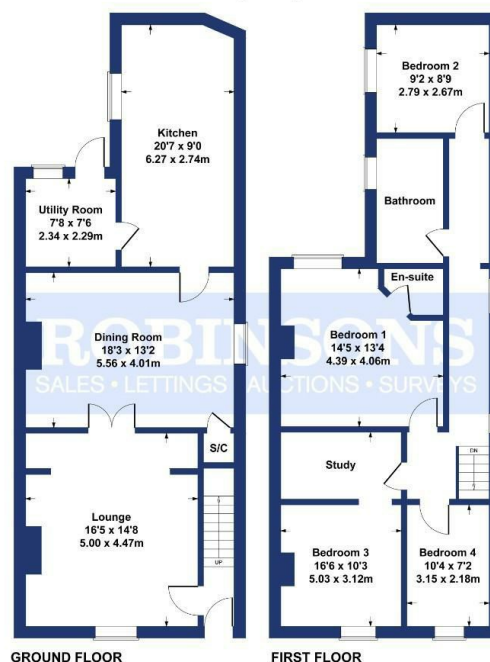 Kitchen
20'7 x 9'0
6.27 x 2.74m
Utility Room
7'8 x 7'6
2.34 x 2.29m
Dining Room
18'3 x 13'2
5.56 x 4.01m
S/C
Lounge
16'5 x 14'8
5.00 x 4.47m
UP
GROUND FLOOR
Bedroom 2
9'2 x 8'9
2.79 x 2.67m
Bathroom
En-suite
Bedroom 1
14'5 x 13'4
4.39 x 4.06m
Study
DN
Bedroom 3
16'6 x 10'3
5.03 x 3.12m
Bedroom 4
10'4 x 7'2
3.15 x 2.18m
FIRST FLOOR
ROBINSONS
SALES • LETTINGS AUCTIONS • SURVEYS